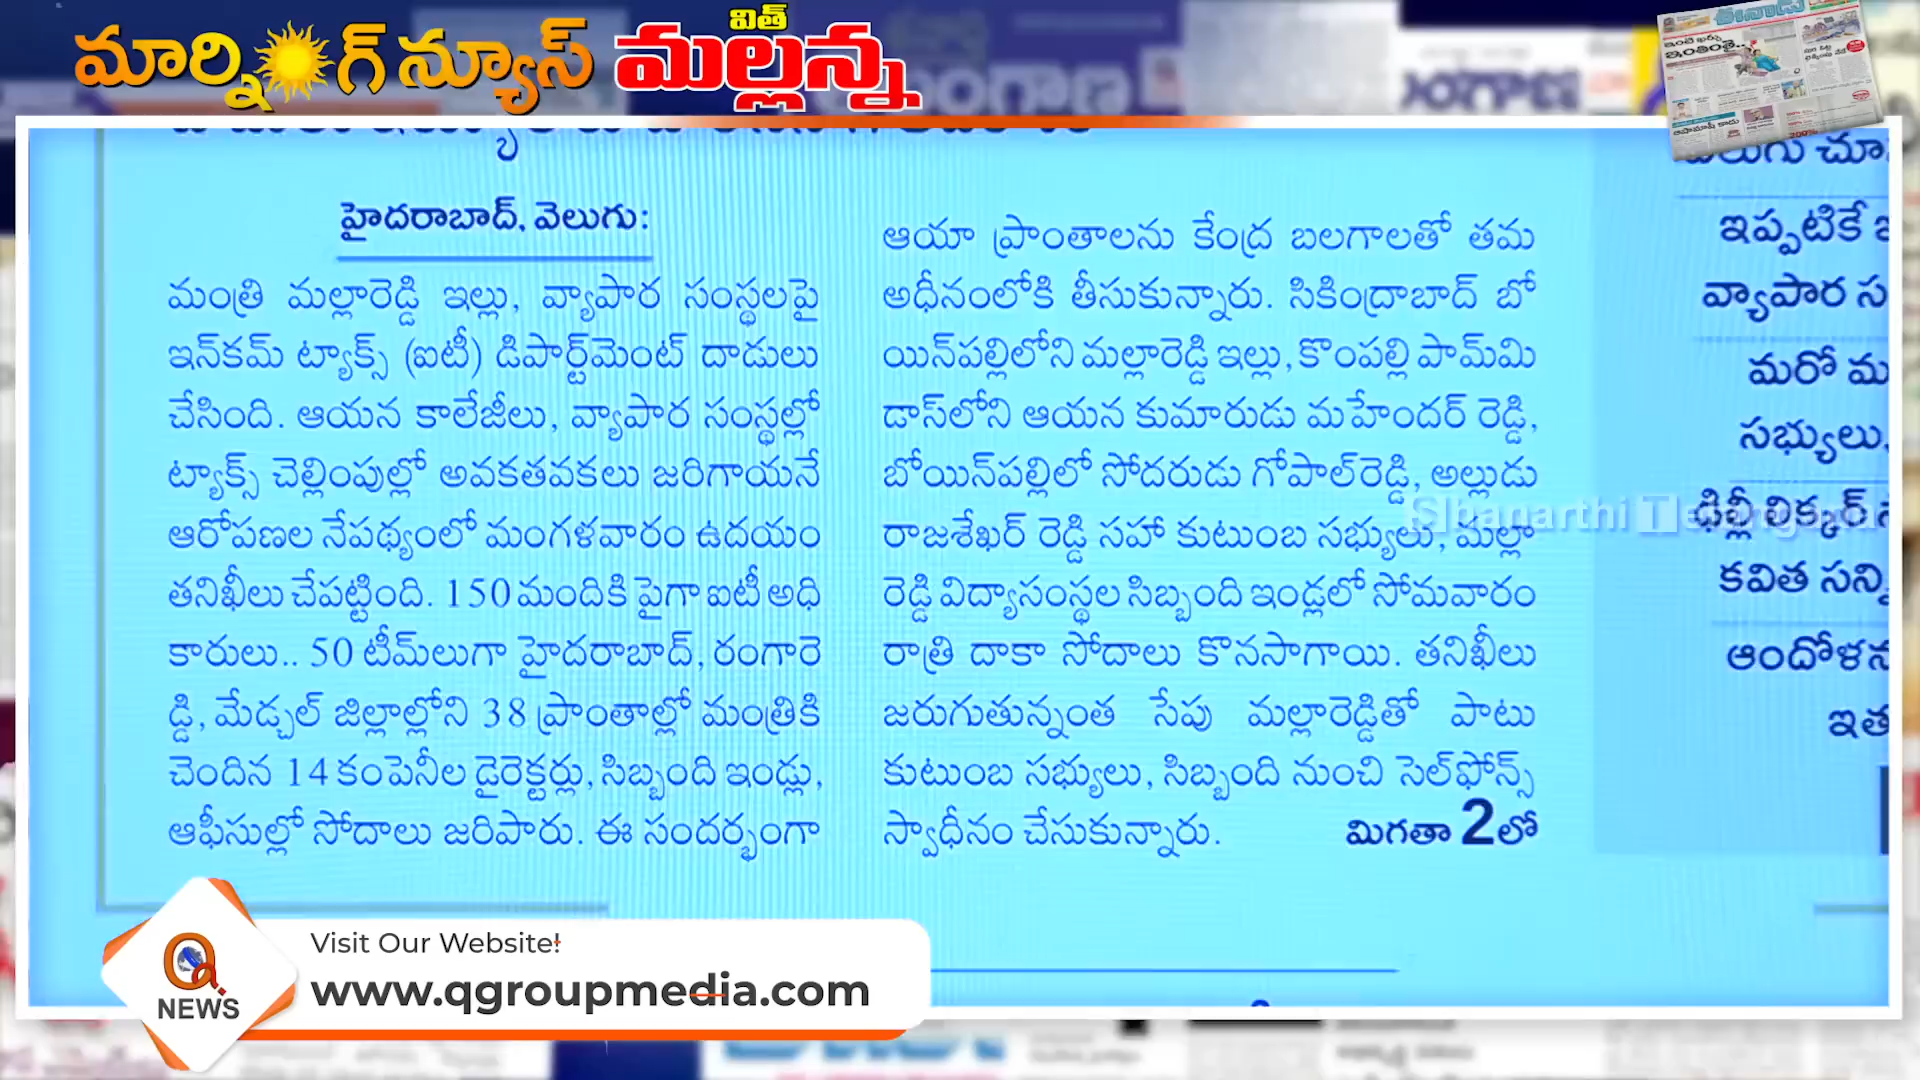 మార్నింగ్ న్యూస్ విత్ మల్లన్న
హైదరాబాద్, వెలుగు:
మంత్రి మల్లారెడ్డి ఇల్లు, వ్యాపార సంస్థలపై
ఇన్‌కమ్ ట్యాక్స్ (ఐటీ) డిపార్ట్‌మెంట్ దాడులు
చేసింది. ఆయన కాలేజీలు, వ్యాపార సంస్థల్లో
ట్యాక్స్ చెల్లింపుల్లో అవకతవకలు జరిగాయనే
ఆరోపణల నేపథ్యంలో మంగళవారం ఉదయం
తనిఖీలు చేపట్టింది. 150 మందికి పైగా ఐటీ అధి
కారులు.. 50 టీమ్‌లుగా హైదరాబాద్, రంగారె
డ్డి, మేడ్చల్ జిల్లాల్లోని 38 ప్రాంతాల్లో మంత్రికి
చెందిన 14 కంపెనీల డైరెక్టర్లు, సిబ్బంది ఇండ్లు,
ఆఫీసుల్లో సోదాలు జరిపారు. ఈ సందర్భంగా
ఆయా ప్రాంతాలను కేంద్ర బలగాలతో తమ
అధీనంలోకి తీసుకున్నారు. సికింద్రాబాద్ బో
యిన్‌పల్లిలోని మల్లారెడ్డి ఇల్లు, కొంపల్లి పామ్‌మి
డాస్‌లోని ఆయన కుమారుడు మహేందర్ రెడ్డి,
బోయిన్‌పల్లిలో సోదరుడు గోపాల్‌రెడ్డి, అల్లుడు
రాజశేఖర్ రెడ్డి సహా కుటుంబ సభ్యులు, మల్లా
రెడ్డి విద్యాసంస్థల సిబ్బంది ఇండ్లలో సోమవారం
రాత్రి దాకా సోదాలు కొనసాగాయి. తనిఖీలు
జరుగుతున్నంత సేపు మల్లారెడ్డితో పాటు
కుటుంబ సభ్యులు, సిబ్బంది నుంచి సెల్‌ఫోన్స్
స్వాధీనం చేసుకున్నారు. మిగతా 2లో
ఇప్పటికే
వ్యాపార స
మరో
సభ్యులు,
ఢిల్లీ లిక్కర్
కవిత సన్ని
ఆందోళన
ఇత
Q NEWS
Visit Our Website!
www.qgroupmedia.com